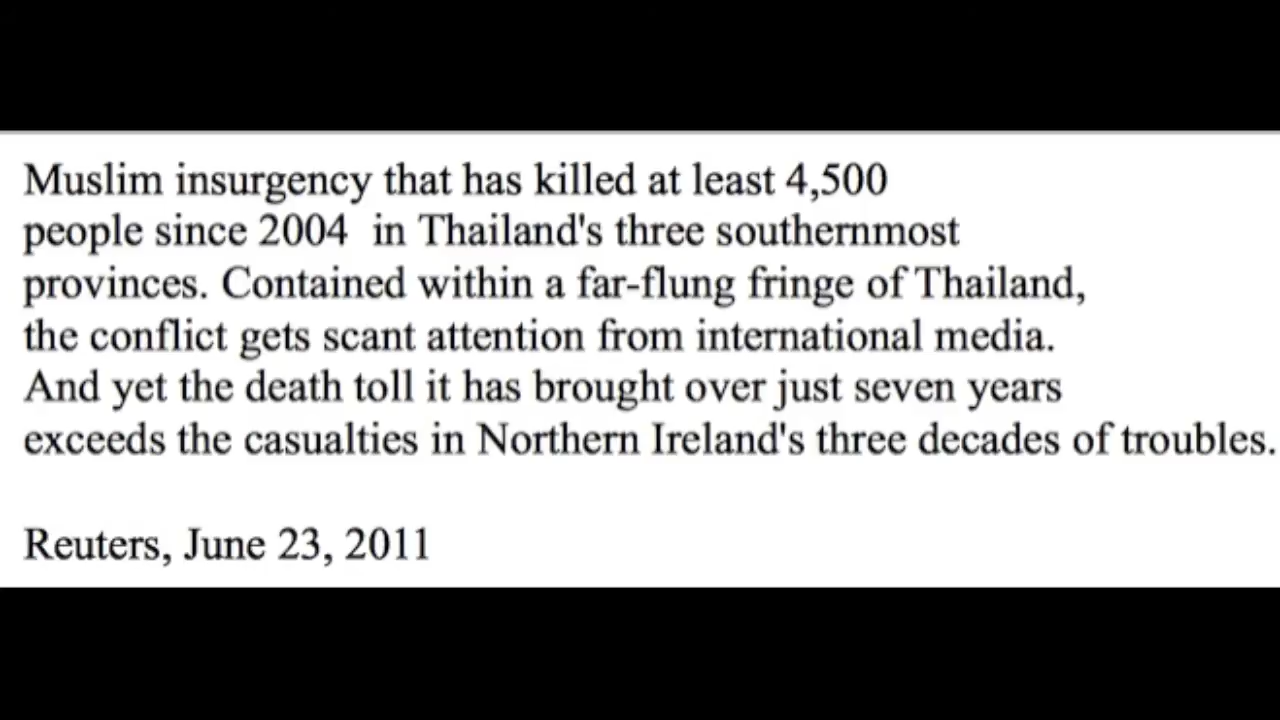 Muslim insurgency that has killed at least 4,500
people since 2004  in Thailand's three southernmost
provinces. Contained within a far-flung fringe of Thailand,
the conflict gets scant attention from international media.
And yet the death toll it has brought over just seven years
exceeds the casualties in Northern Ireland's three decades of troubles.
Reuters, June 23, 2011